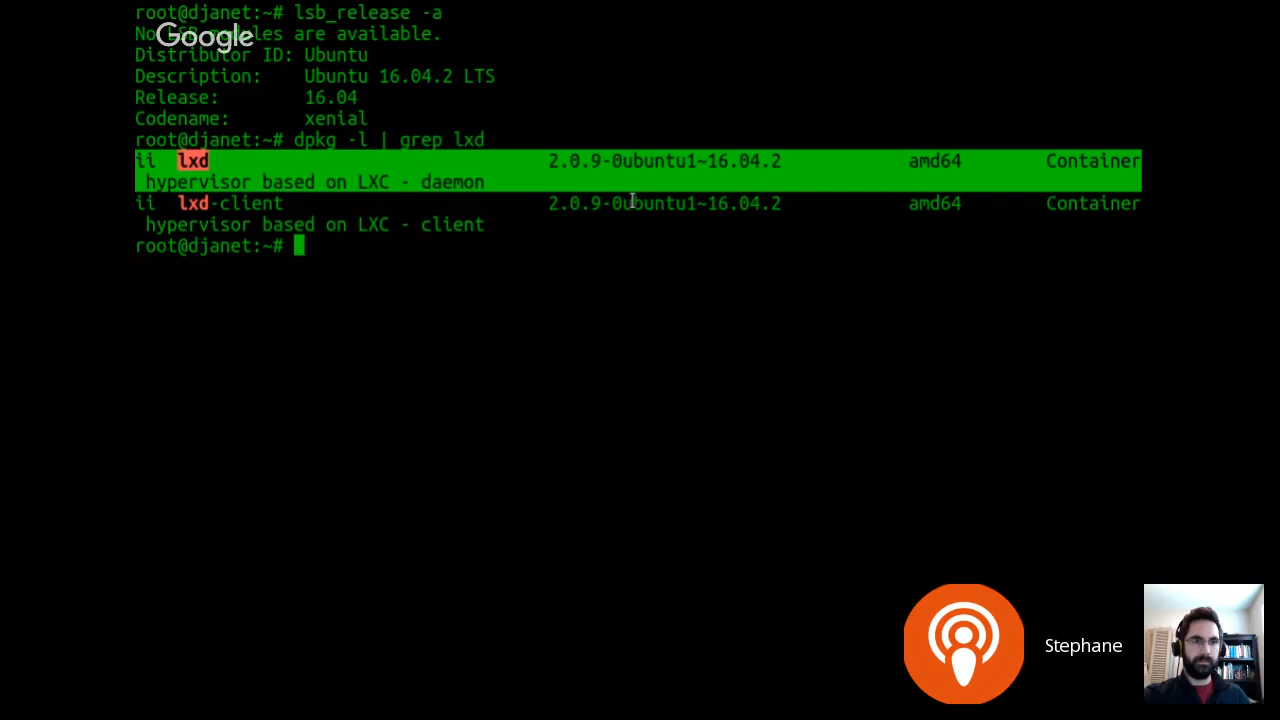 root@djanet:~# lsb_release -a
No LSB modules are available.
Google
Distributor ID: Ubuntu
Description:    Ubuntu 16.04.2 LTS
Release:        16.04
Codename:       xenial
root@djanet:~# dpkg -l | grep lxd
ii  lxd                                2.0.9-0ubuntu1~16.04.2            amd64        Container
 hypervisor based on LXC - daemon
ii  lxd-client                         2.0.9-0ubuntu1~16.04.2            amd64        Container
 hypervisor based on LXC - client
root@djanet:~#
Stephane